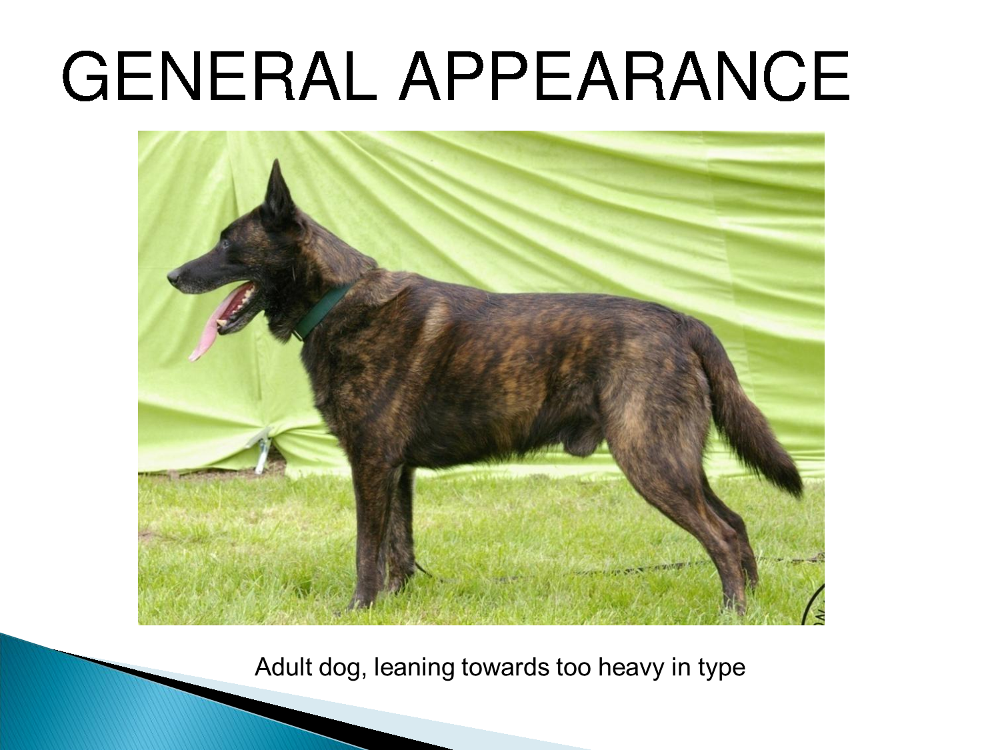 GENERAL APPEARANCE
Adult dog, leaning towards too heavy in type